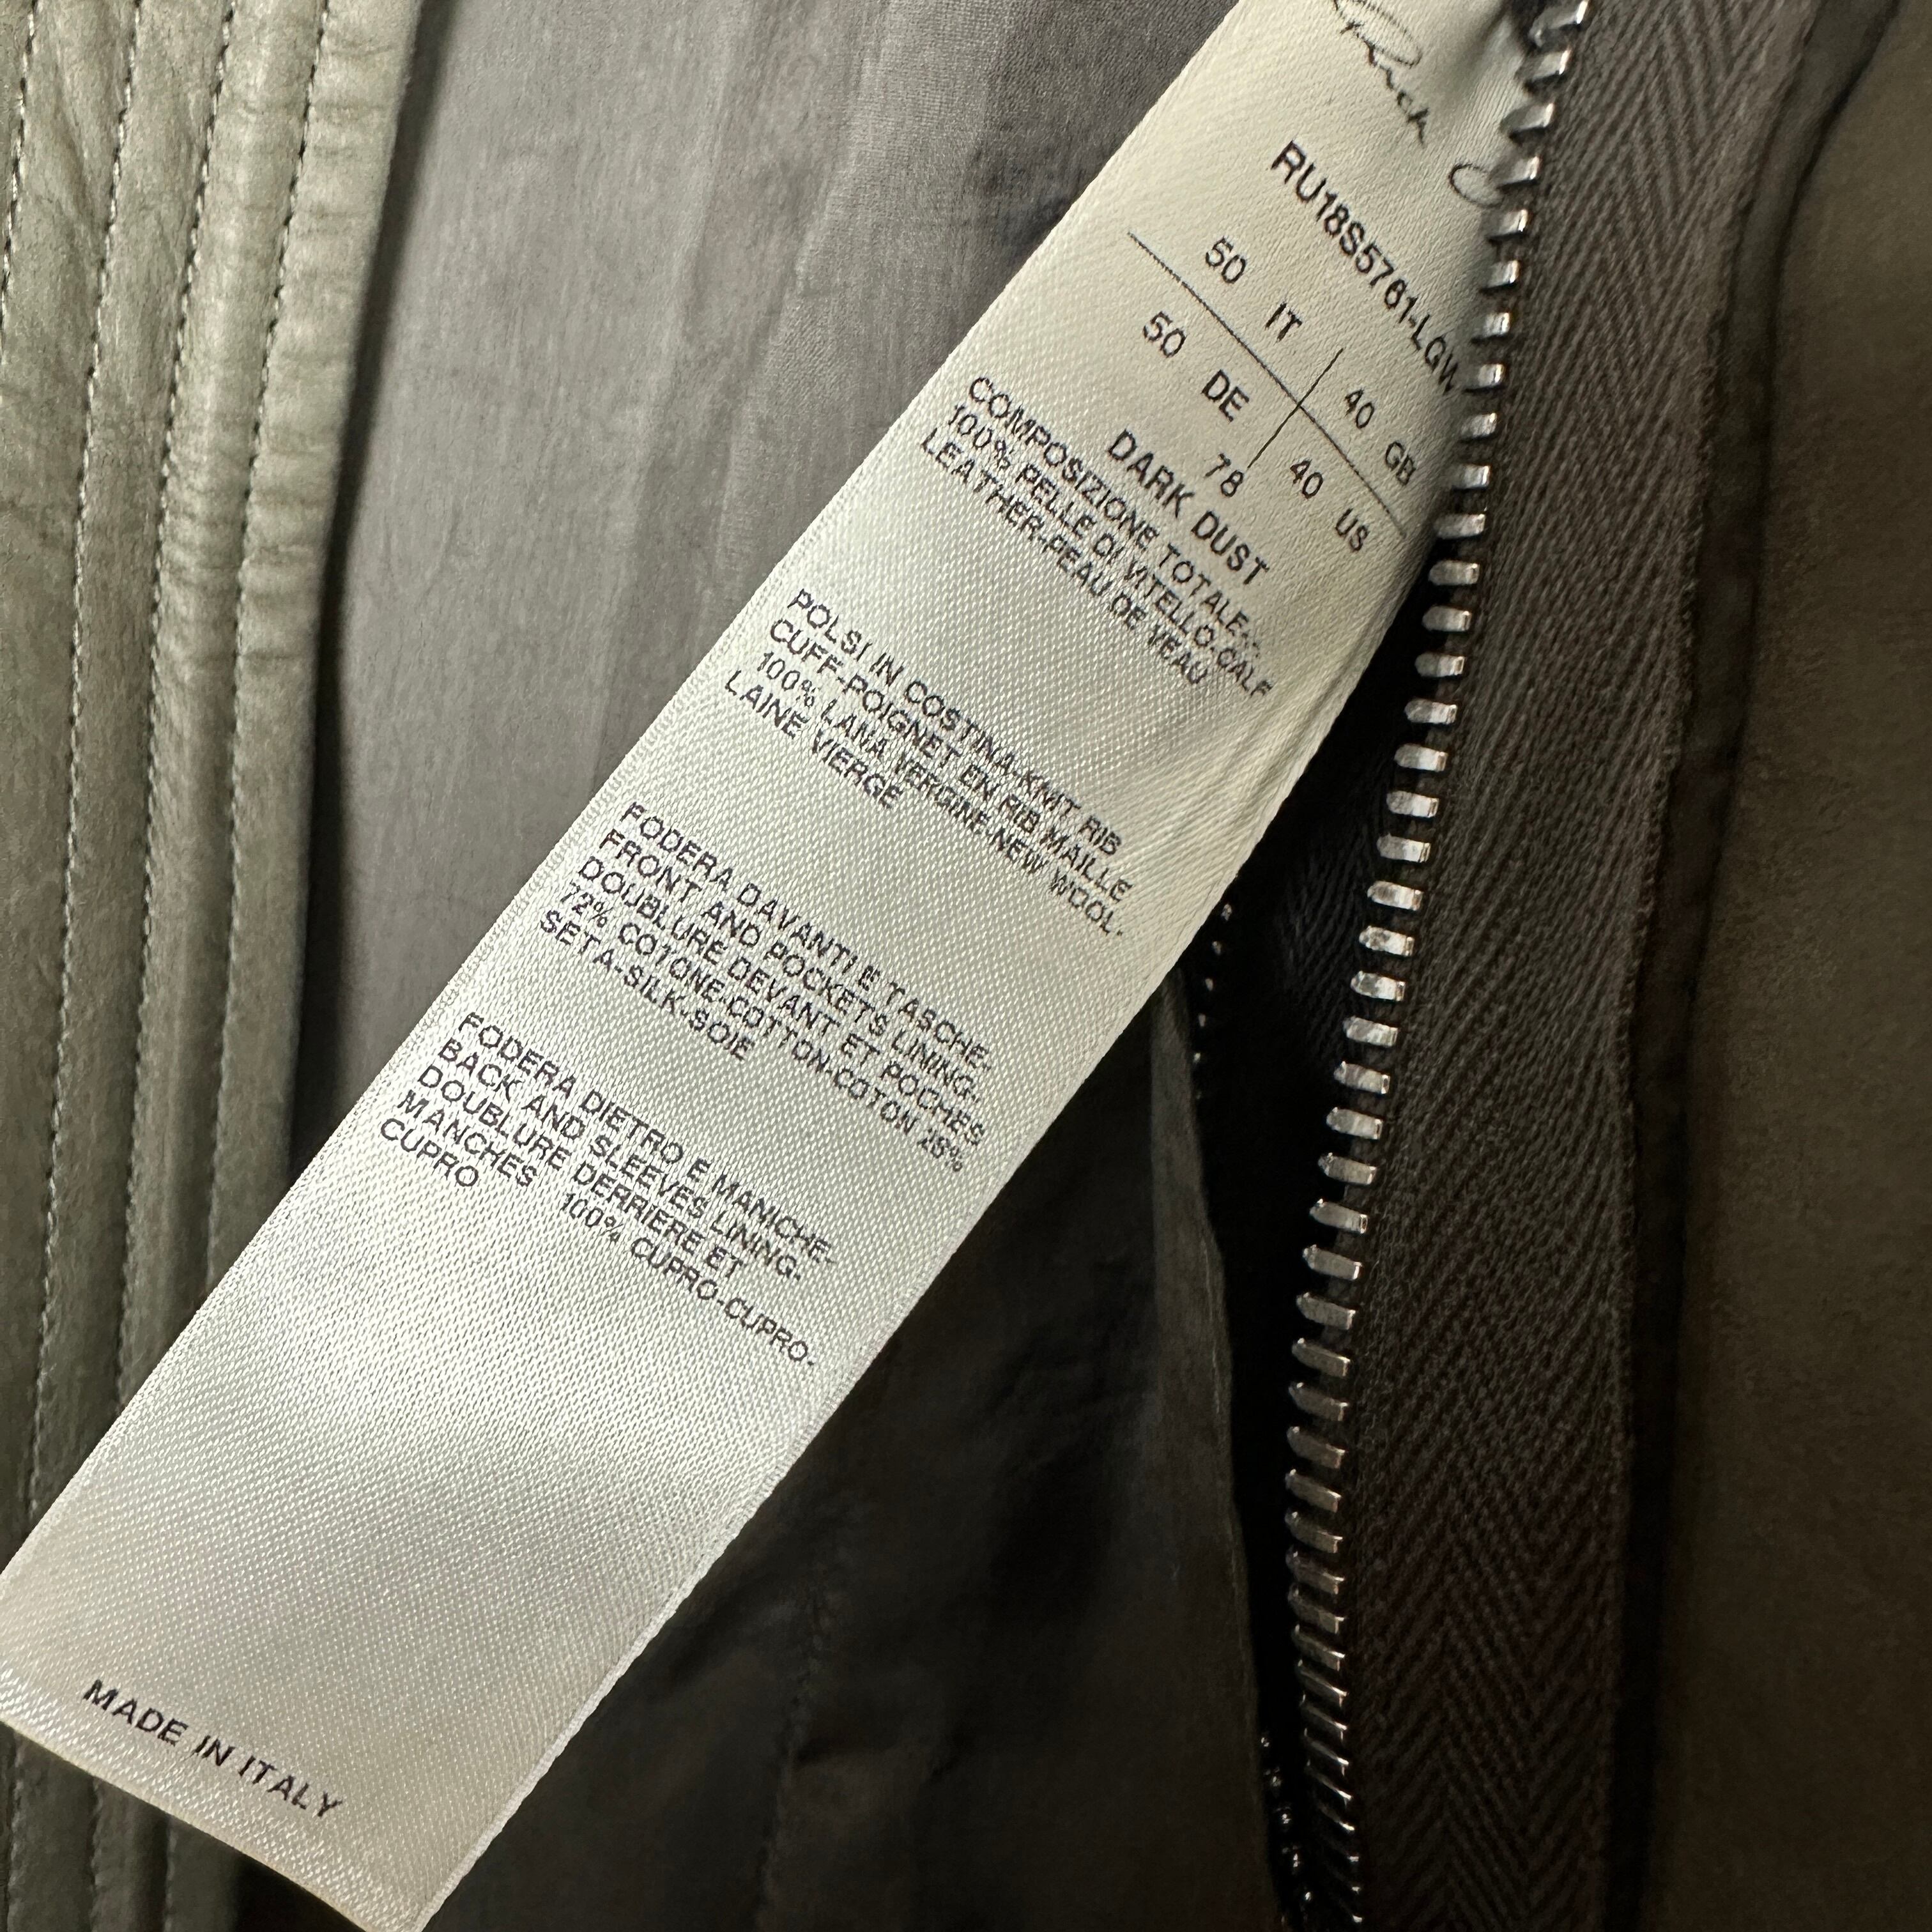 Rick O
RU18S5761-LGW
50 IT 40 GB
50 DE 40 US
78
DARK DUST
COMPOSIZIONE TOTALE-:
100% PELLE DI VITELLO-CALF
LEATHER-PEAU DE VEAU
POLSI IN COSTINA-KNIT RIB
CUFF-POIGNET EN RIB MAILLE
100% LANA VERGINE-NEW WOOL-
LAINE VIERGE
FODERA DAVANTI E TASCHE-
FRONT AND POCKETS LINING-
DOUBLURE DEVANT ET POCHES
72% COTONE-COTTON-COTON 28%
SETA-SILK-SOIE
FODERA DIETRO E MANICHE-
BACK AND SLEEVES LINING-
DOUBLURE DERRIERE ET
MANCHES 100% CUPRO-CUPRO-
CUPRO
MADE IN ITALY